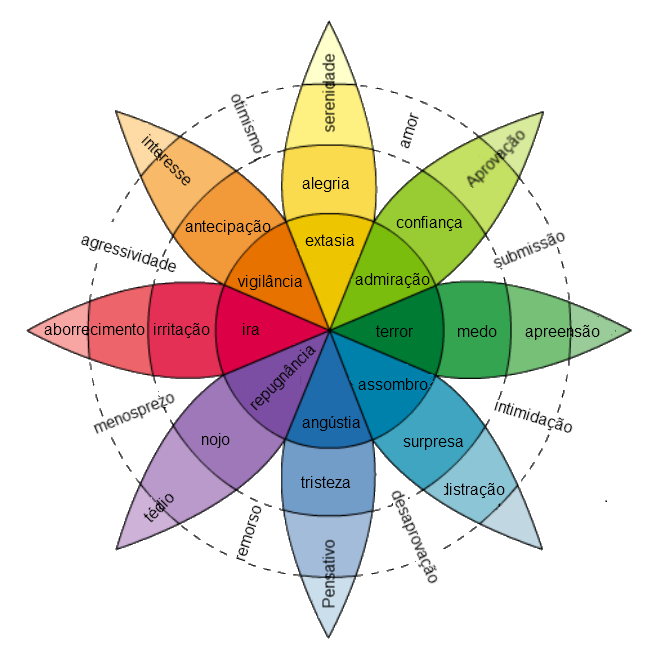 serenidade
otimismo
amor
interesse
Aprovação
alegria
antecipação
confiança
extasia
agressividade
submissão
vigilância
admiração
aborrecimento
irritação
ira
terror
medo
apreensão
repugnância
assombro
menosprezo
intimidação
angústia
nojo
surpresa
tristeza
distração
tédio
remorso
desaprovação
Pensativo